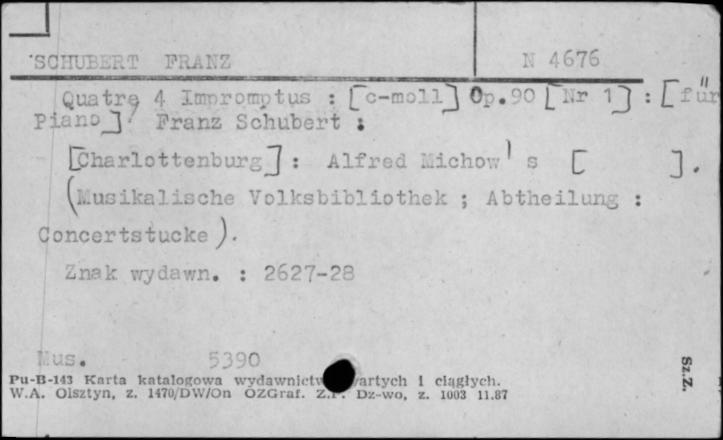 SCHUBERT FRANZ N 4676
Quatre 4 Impromptus : [c-moll] Op.90 [Nr 1] : [für
Piano]/ Franz Schubert ;
[Charlottenburg] : Alfred Michow's [ ].
(Musikalische Volksbibliothek ; Abtheilung :
Concertstucke).
Znak wydawn. : 2627-28
Mus. 5390
Pu-B-143 Karta katalogowa wydawnictw zwartych i ciągłych.
W.A. Olsztyn, z. 1470/DW/On OZGraf. Z.P. Dz-wo, z. 1003 11.87
Sz.Z.